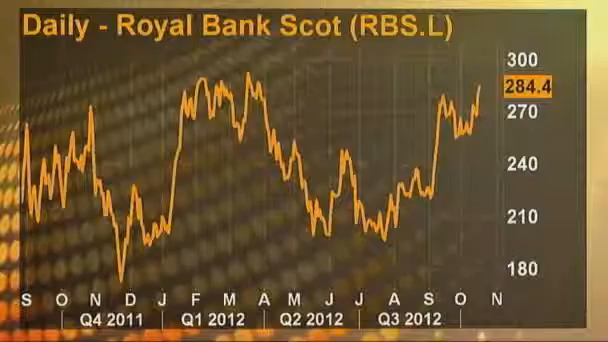 Daily - Royal Bank Scot (RBS.L)
300
284.4
270
240
210
180
S O N D J F M A M J J A S O N
Q4 2011 Q1 2012 Q2 2012 Q3 2012